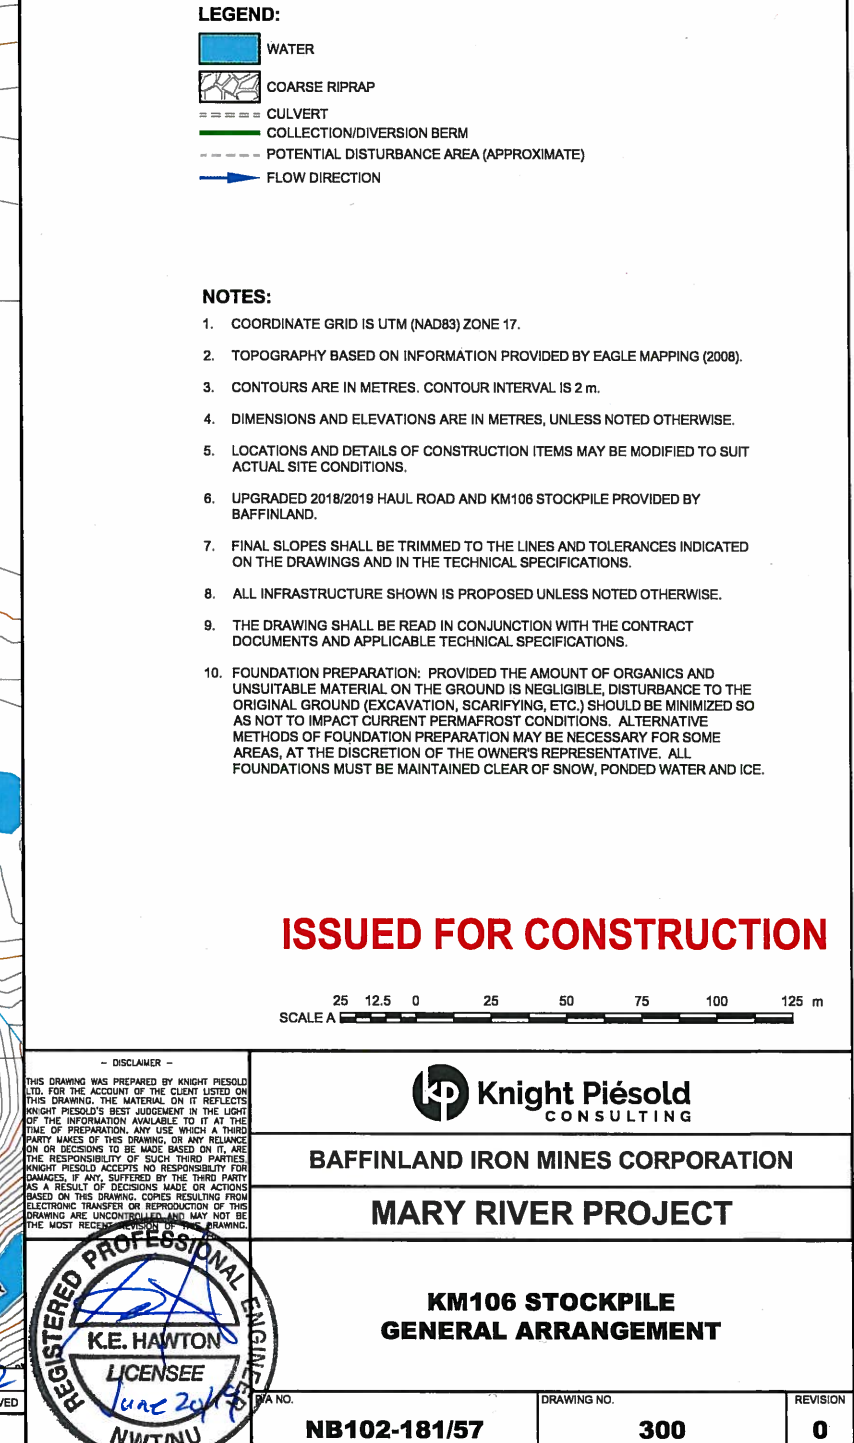 LEGEND:
WATER
COARSE RIPRAP
CULVERT
COLLECTION/DIVERSION BERM
POTENTIAL DISTURBANCE AREA (APPROXIMATE)
FLOW DIRECTION
NOTES:
1. COORDINATE GRID IS UTM (NAD83) ZONE 17.
2. TOPOGRAPHY BASED ON INFORMATION PROVIDED BY EAGLE MAPPING (2008).
3. CONTOURS ARE IN METRES. CONTOUR INTERVAL IS 2 m.
4. DIMENSIONS AND ELEVATIONS ARE IN METRES, UNLESS NOTED OTHERWISE.
5. LOCATIONS AND DETAILS OF CONSTRUCTION ITEMS MAY BE MODIFIED TO SUIT
ACTUAL SITE CONDITIONS.
6. UPGRADED 2018/2019 HAUL ROAD AND KM106 STOCKPILE PROVIDED BY
BAFFINLAND.
7. FINAL SLOPES SHALL BE TRIMMED TO THE LINES AND TOLERANCES INDICATED
ON THE DRAWINGS AND IN THE TECHNICAL SPECIFICATIONS.
8. ALL INFRASTRUCTURE SHOWN IS PROPOSED UNLESS NOTED OTHERWISE.
9. THE DRAWING SHALL BE READ IN CONJUNCTION WITH THE CONTRACT
DOCUMENTS AND APPLICABLE TECHNICAL SPECIFICATIONS.
10. FOUNDATION PREPARATION: PROVIDED THE AMOUNT OF ORGANICS AND
UNSUITABLE MATERIAL ON THE GROUND IS NEGLIGIBLE, DISTURBANCE TO THE
ORIGINAL GROUND (EXCAVATION, SCARIFYING, ETC.) SHOULD BE MINIMIZED SO
AS NOT TO IMPACT CURRENT PERMAFROST CONDITIONS. ALTERNATIVE
METHODS OF FOUNDATION PREPARATION MAY BE NECESSARY FOR SOME
AREAS, AT THE DISCRETION OF THE OWNER'S REPRESENTATIVE. ALL
FOUNDATIONS MUST BE MAINTAINED CLEAR OF SNOW, PONDED WATER AND ICE.
ISSUED FOR CONSTRUCTION
25 12.5 0 25 50 75 100 125 m
SCALE A
– DISCLAIMER –
THIS DRAWING WAS PREPARED BY KNIGHT PIESOLD
LTD. FOR THE ACCOUNT OF THE CLIENT LISTED ON
THIS DRAWING. THE MATERIAL ON IT REFLECTS
KNIGHT PIESOLD'S BEST JUDGEMENT IN THE LIGHT
OF THE INFORMATION AVAILABLE TO IT AT THE
TIME OF PREPARATION. ANY USE WHICH A THIRD
PARTY MAKES OF THIS DRAWING, OR ANY RELIANCE
ON OR DECISIONS TO BE MADE BASED ON IT, ARE
THE RESPONSIBILITY OF SUCH THIRD PARTIES.
KNIGHT PIESOLD ACCEPTS NO RESPONSIBILITY FOR
DAMAGES, IF ANY, SUFFERED BY THE THIRD PARTY
AS A RESULT OF DECISIONS MADE OR ACTIONS
BASED ON THIS DRAWING. COPIES RESULTING FROM
ELECTRONIC TRANSFER OR REPRODUCTION OF THIS
DRAWING ARE UNCONTROLLED AND MAY NOT BE
THE MOST RECENT REVISION OF THIS DRAWING.
kp Knight Piésold
CONSULTING
BAFFINLAND IRON MINES CORPORATION
MARY RIVER PROJECT
REGISTERED PROFESSIONAL ENGINEER
K.E. HAWTON
LICENSEE
NWT/NU
KM106 STOCKPILE
GENERAL ARRANGEMENT
P/A NO.
NB102-181/57
DRAWING NO.
300
REVISION
0